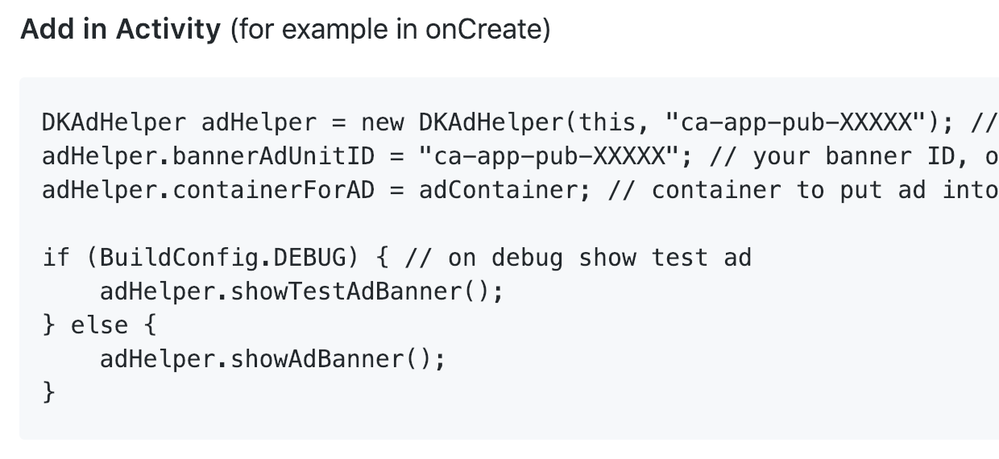 Add in Activity (for example in onCreate)
DKAdHelper adHelper = new DKAdHelper(this, "ca-app-pub-XXXXX"); //
adHelper.bannerAdUnitID = "ca-app-pub-XXXXX"; // your banner ID, o
adHelper.containerForAD = adContainer; // container to put ad into
if (BuildConfig.DEBUG) { // on debug show test ad
    adHelper.showTestAdBanner();
} else {
    adHelper.showAdBanner();
}